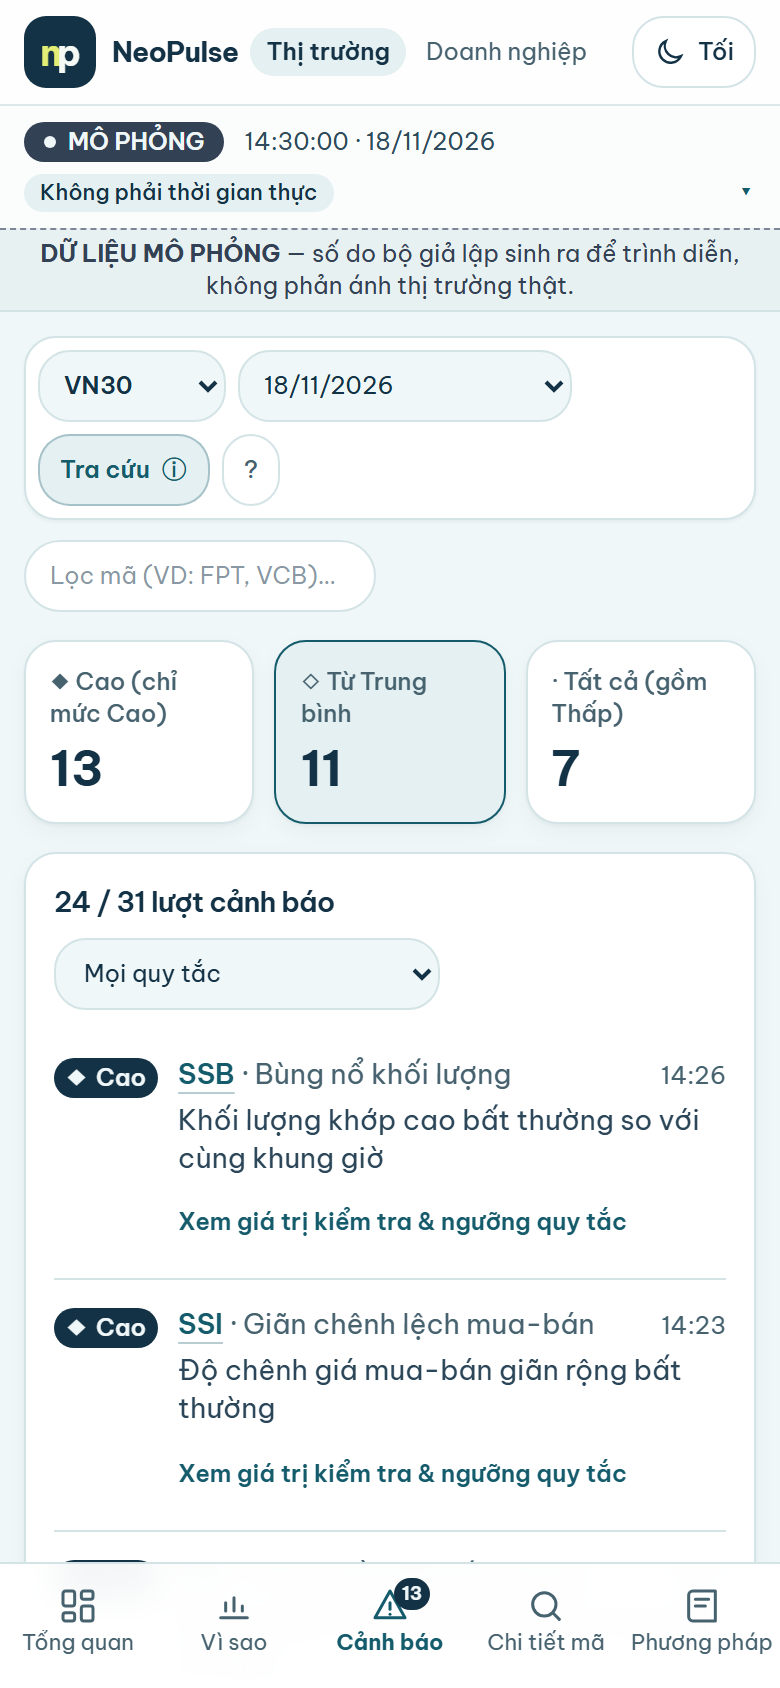 np NeoPulse Thị trường Doanh nghiệp Tối
MÔ PHỎNG 14:30:00 · 18/11/2026
Không phải thời gian thực
DỮ LIỆU MÔ PHỎNG — số do bộ giả lập sinh ra để trình diễn,
không phản ánh thị trường thật.
VN30 18/11/2026
Tra cứu ⓘ ?
Lọc mã (VD: FPT, VCB)...
◆ Cao (chỉ
mức Cao)
13
◇ Từ Trung
bình
11
· Tất cả (gồm
Thấp)
7
24 / 31 lượt cảnh báo
Mọi quy tắc
◆ Cao SSB · Bùng nổ khối lượng 14:26
Khối lượng khớp cao bất thường so với
cùng khung giờ
Xem giá trị kiểm tra & ngưỡng quy tắc
◆ Cao SSI · Giãn chênh lệch mua-bán 14:23
Độ chênh giá mua-bán giãn rộng bất
thường
Xem giá trị kiểm tra & ngưỡng quy tắc
13
Tổng quan Vì sao Cảnh báo Chi tiết mã Phương pháp